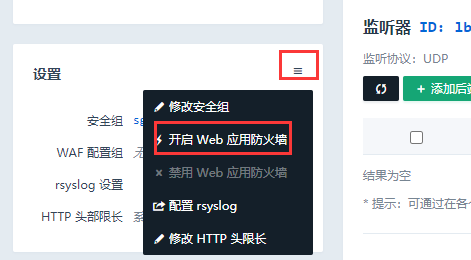 设置
安全组 sg
WAF 配置组 无
rsyslog 设置
HTTP 头部限长 系
修改安全组
开启 Web 应用防火墙
禁用 Web 应用防火墙
配置 rsyslog
修改 HTTP 头限长
监听器 ID: lb
监听协议: UDP
+ 添加后端
结果为空
* 提示: 可通过在各个